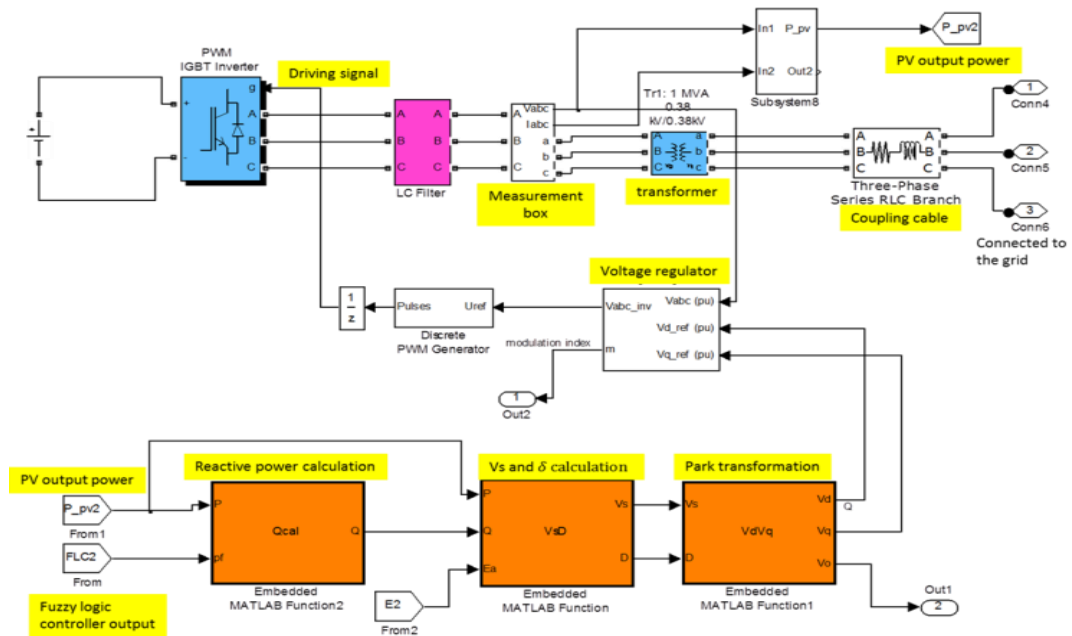 PWM
IGBT Inverter
g
+
-
A
B
C
Driving signal
A
B
C
A
B
C
LC Filter
A
B
C
Vabc
Iabc
a
b
c
Measurement
box
Tr1: 1 MVA
0.38
kV/0.38kV
A
B
C
a
b
c
transformer
In1
In2
P_pv
Out2
Subsystem8
P_pv2
PV output power
A
B
C
A
B
C
Three-Phase
Series RLC Branch
Coupling cable
1
Conn4
2
Conn5
3
Conn6
Connected to
the grid
Voltage regulator
Vabc_inv
m
Vabc (pu)
Vd_ref (pu)
Vq_ref (pu)
1
z
Pulses
Uref
Discrete
PWM Generator
modulation index
1
Out2
PV output power
P_pv2
From1
FLC2
From
Fuzzy logic
controller output
Reactive power calculation
P
pf
Qcal
Q
Embedded
MATLAB Function2
E2
From2
Vs and δ calculation
P
Q
Ea
VsD
Vs
D
Embedded
MATLAB Function
Park transformation
Vs
D
VdVq
Vd
Vq
Vo
Q
Embedded
MATLAB Function1
Out1
2